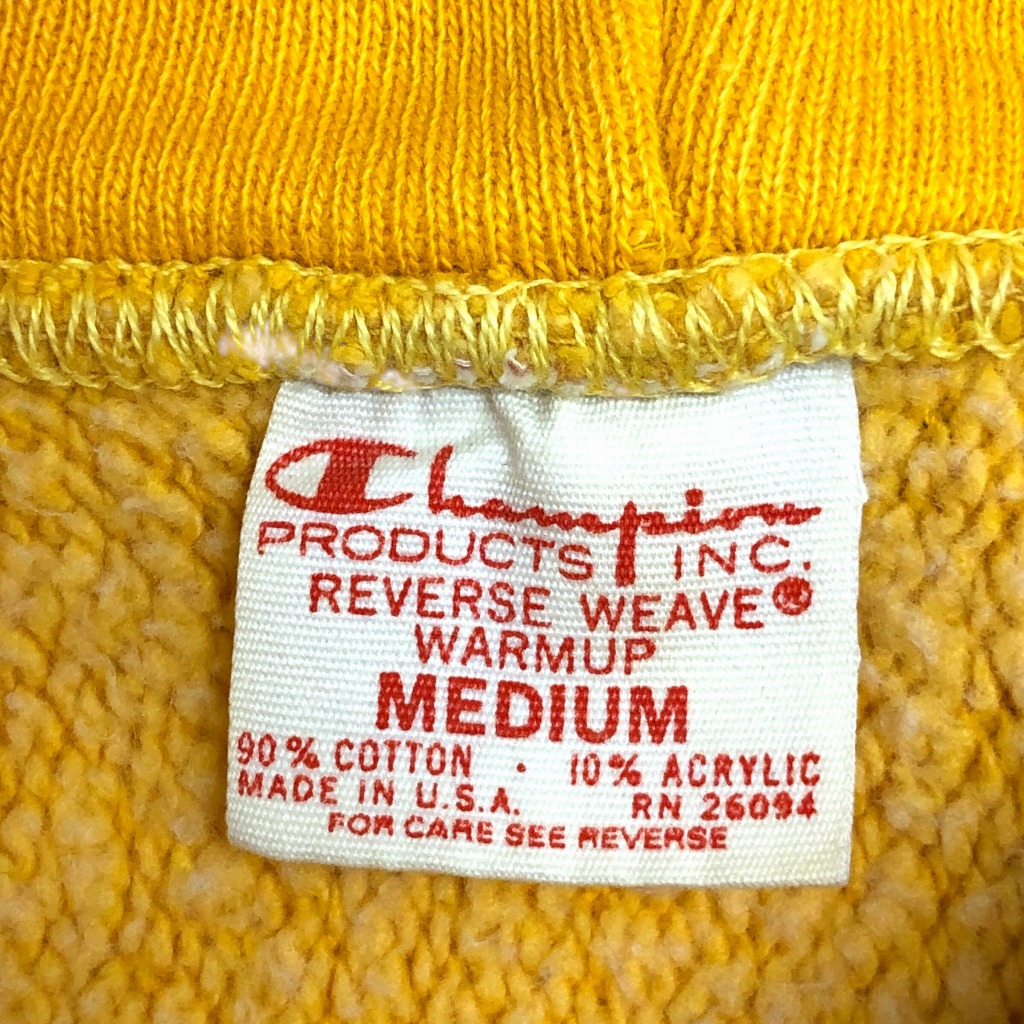 Champion
PRODUCTS INC.
REVERSE WEAVE®
WARMUP
MEDIUM
90% COTTON · 10% ACRYLIC
MADE IN U.S.A. RN 26094
FOR CARE SEE REVERSE